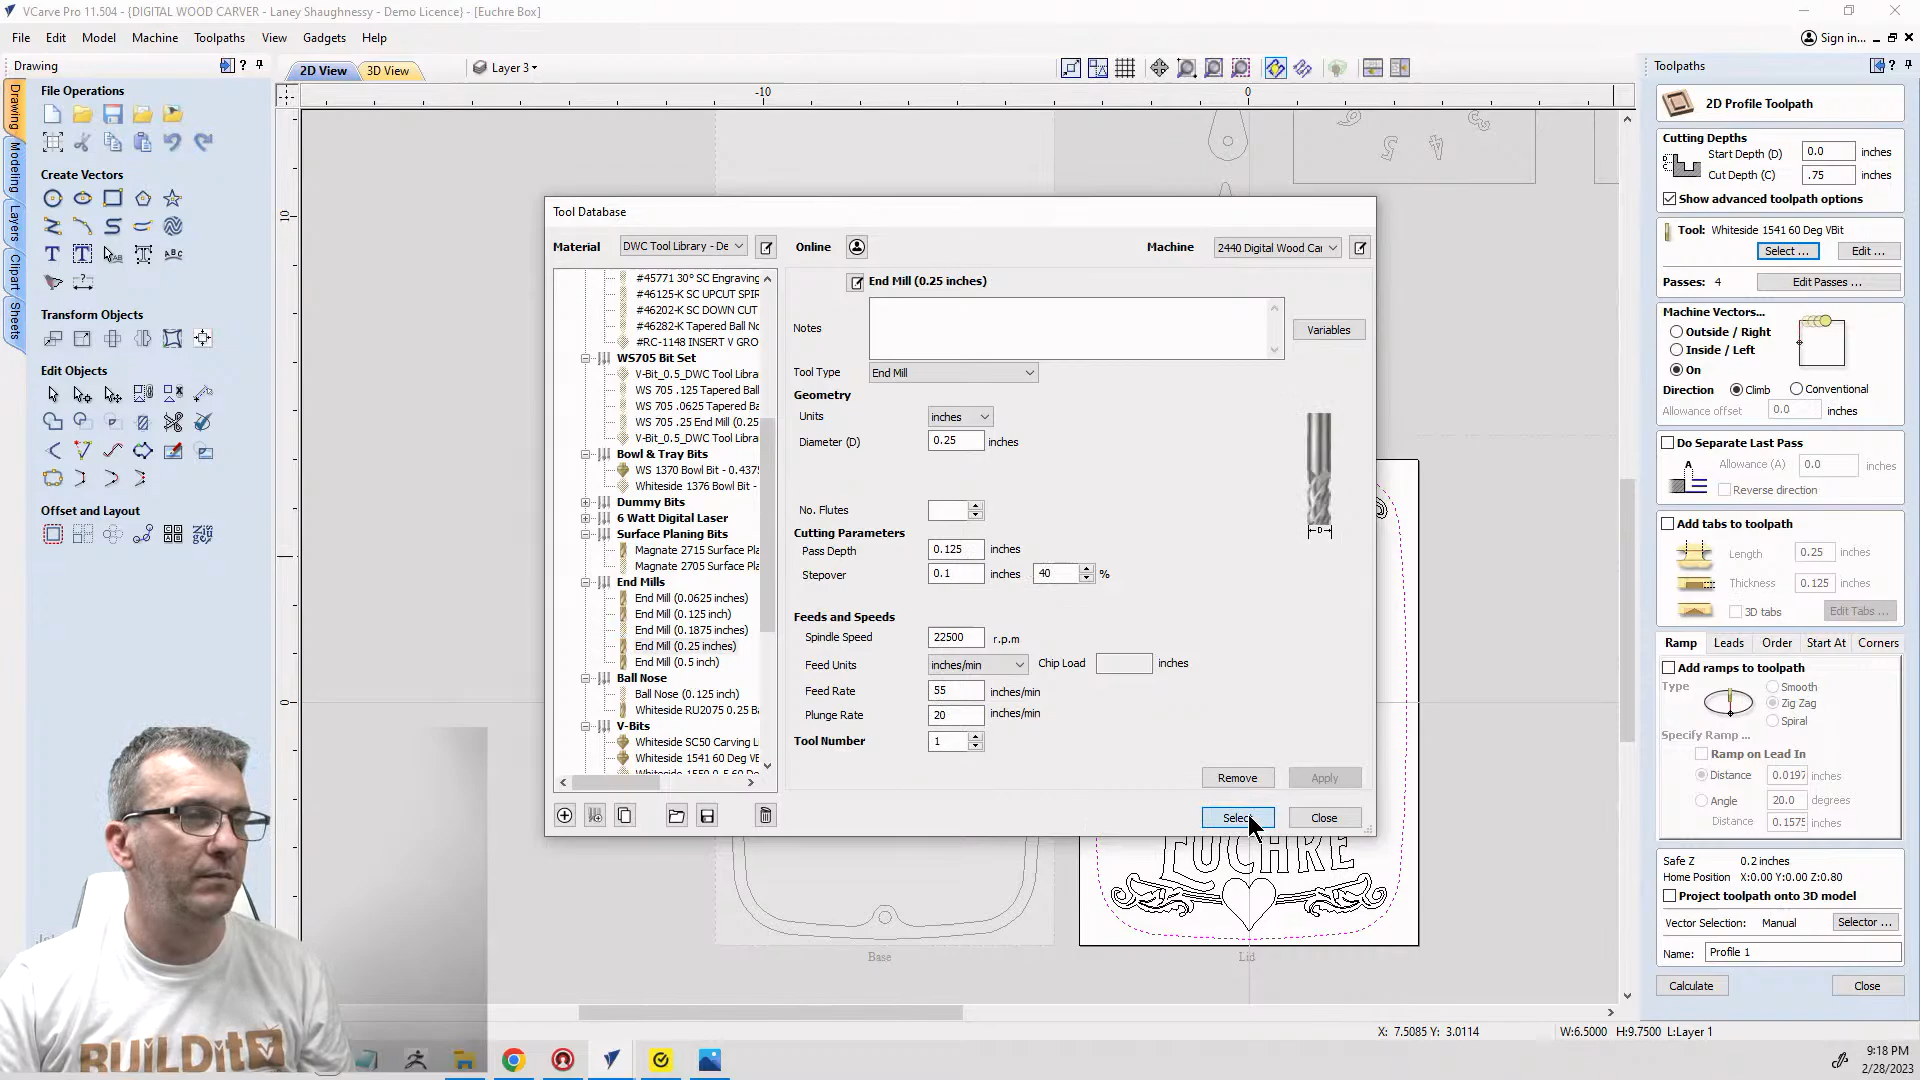 VCarve Pro 11.504 - {DIGITAL WOOD CARVER - Laney Shaughnessy - Demo Licence} - [Euchre Box]
File Edit Model Machine Toolpaths View Gadgets Help
Sign in...
Drawing
2D View 3D View Layer 3
Toolpaths
Drawing
Modeling
Layers
Clipart
Sheets
File Operations
Create Vectors
Transform Objects
Edit Objects
Offset and Layout
-10 0
10
0
Tool Database
Material DWC Tool Library - De Online Machine 2440 Digital Wood Car
#45771 30° SC Engraving
#46125-K SC UPCUT SPIR
#46202-K SC DOWN CUT
#46282-K Tapered Ball No
#RC-1148 INSERT V GRO
WS705 Bit Set
V-Bit_0.5_DWC Tool Libra
WS 705 .125 Tapered Ball
WS 705 .0625 Tapered Ba
WS 705 .25 End Mill (0.25
V-Bit_0.5_DWC Tool Libra
Bowl & Tray Bits
WS 1370 Bowl Bit - 0.4375
Whiteside 1376 Bowl Bit -
Dummy Bits
6 Watt Digital Laser
Surface Planing Bits
Magnate 2715 Surface Pla
Magnate 2705 Surface Pla
End Mills
End Mill (0.0625 inches)
End Mill (0.125 inch)
End Mill (0.1875 inches)
End Mill (0.25 inches)
End Mill (0.5 inch)
Ball Nose
Ball Nose (0.125 inch)
Whiteside RU2075 0.25 Ba
V-Bits
Whiteside SC50 Carving L
Whiteside 1541 60 Deg VB
End Mill (0.25 inches)
Notes
Variables
Tool Type End Mill
Geometry
Units inches
Diameter (D) 0.25 inches
No. Flutes
D
Cutting Parameters
Pass Depth 0.125 inches
Stepover 0.1 inches 40 %
Feeds and Speeds
Spindle Speed 22500 r.p.m
Feed Units inches/min Chip Load inches
Feed Rate 55 inches/min
Plunge Rate 20 inches/min
Tool Number 1
Remove Apply
Select Close
EUCHRE
Base Lid
2D Profile Toolpath
Cutting Depths
Start Depth (D) 0.0 inches
Cut Depth (C) .75 inches
Show advanced toolpath options
Tool: Whiteside 1541 60 Deg VBit
Select ... Edit ...
Passes: 4 Edit Passes ...
Machine Vectors...
Outside / Right
Inside / Left
On
Direction Climb Conventional
Allowance offset 0.0 inches
Do Separate Last Pass
A Allowance (A) 0.0 inches
Reverse direction
Add tabs to toolpath
Length 0.25 inches
Thickness 0.125 inches
3D tabs Edit Tabs ...
Ramp Leads Order Start At Corners
Add ramps to toolpath
Type Smooth
Zig Zag
Spiral
Specify Ramp ...
Ramp on Lead In
Distance 0.0197 inches
Angle 20.0 degrees
Distance 0.1575 inches
Safe Z 0.2 inches
Home Position X:0.00 Y:0.00 Z:0.80
Project toolpath onto 3D model
Vector Selection: Manual Selector ...
Name: Profile 1
Calculate Close
X: 7.5085 Y: 3.0114 W:6.5000 H:9.7500 L:Layer 1
BUILDit
9:18 PM
2/28/2023